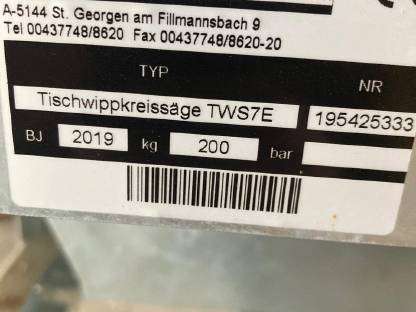 A-5144 St. Georgen am Fillmannsbach 9
Tel 00437748/8620 Fax 00437748/8620-20
TYP NR
Tischwippkreissäge TWS7E 195425333
BJ 2019 kg 200 bar